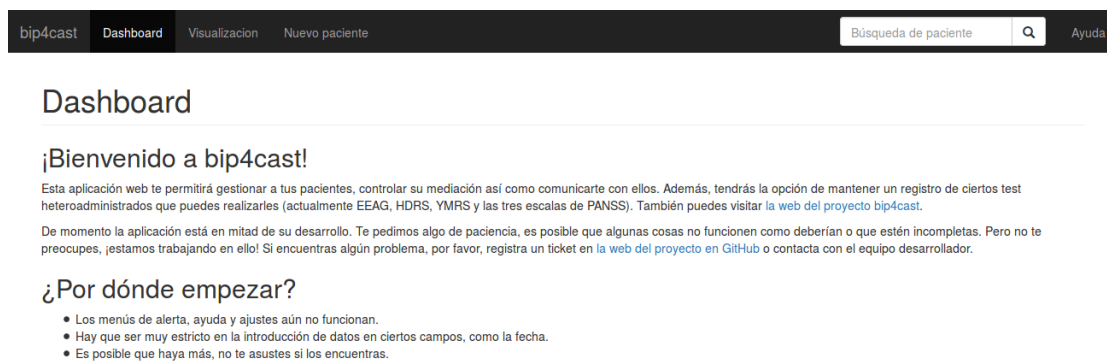 bip4cast Dashboard Visualizacion Nuevo paciente Búsqueda de paciente Ayuda
Dashboard
¡Bienvenido a bip4cast!
Esta aplicación web te permitirá gestionar a tus pacientes, controlar su mediación así como comunicarte con ellos. Además, tendrás la opción de mantener un registro de ciertos test
heteroadministrados que puedes realizarles (actualmente EEAG, HDRS, YMRS y las tres escalas de PANSS). También puedes visitar la web del proyecto bip4cast.
De momento la aplicación está en mitad de su desarrollo. Te pedimos algo de paciencia, es posible que algunas cosas no funcionen como deberían o que estén incompletas. Pero no te
preocupes, ¡estamos trabajando en ello! Si encuentras algún problema, por favor, registra un ticket en la web del proyecto en GitHub o contacta con el equipo desarrollador.
¿Por dónde empezar?
● Los menús de alerta, ayuda y ajustes aún no funcionan.
● Hay que ser muy estricto en la introducción de datos en ciertos campos, como la fecha.
● Es posible que haya más, no te asustes si los encuentras.